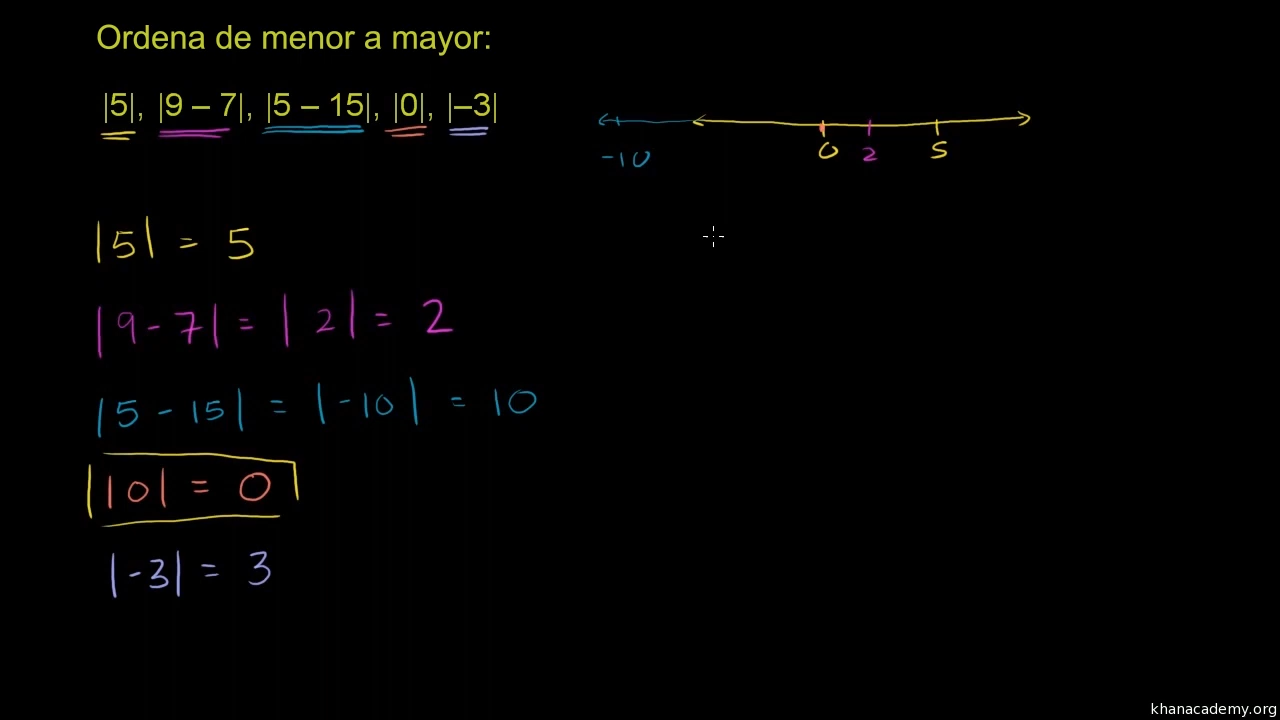 Ordena de menor a mayor:
|5|, |9 – 7|, |5 – 15|, |0|, |–3|
-10 0 2 5
|5| = 5
|9-7| = |2| = 2
|5-15| = |-10| = 10
|0| = 0
|-3| = 3
khanacademy.org